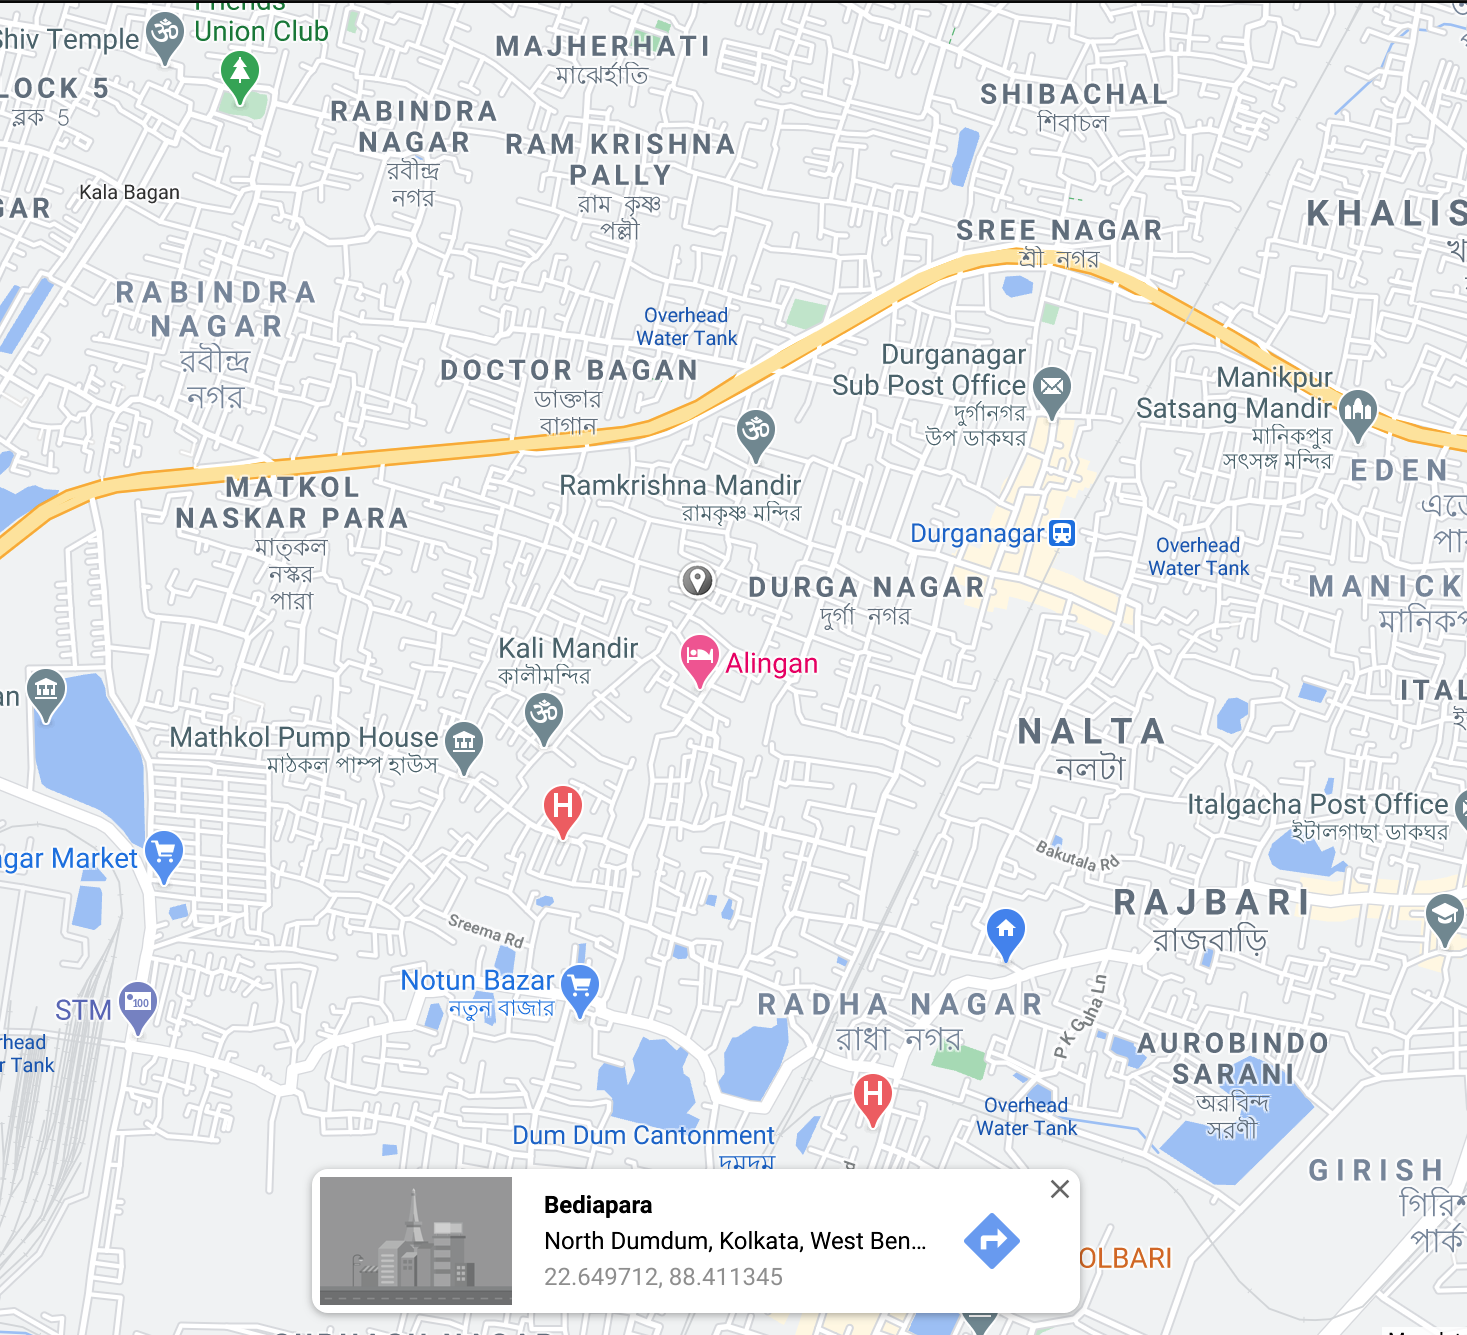 Union Club
Shiv Temple
MAJHERHATI
মাঝেরহাতি
LOCK 5
ব্লক 5
SHIBACHAL
শিবাচল
RABINDRA
NAGAR
রবীন্দ্র
নগর
RAM KRISHNA
PALLY
রাম কৃষ্ণ
পল্লী
Kala Bagan
GAR
KHALIS
SREE NAGAR
শ্রী নগর
RABINDRA
NAGAR
রবীন্দ্র
নগর
Overhead
Water Tank
DOCTOR BAGAN
ডাক্তার
বাগান
Durganagar
Sub Post Office
দুর্গানগর
উপ ডাকঘর
Manikpur
Satsang Mandir
মানিকপুর
সৎসঙ্গ মন্দির
EDEN
MATKOL
NASKAR PARA
মাত্কল
নস্কর
পারা
Ramkrishna Mandir
রামকৃষ্ণ মন্দির
Durganagar
Overhead
Water Tank
DURGA NAGAR
দুর্গা নগর
MANICK
Kali Mandir
কালীমন্দির
Alingan
an
ITAL
Mathkol Pump House
মাঠকল পাম্প হাউস
NALTA
নলটা
H
Italgacha Post Office
ইটালগাছা ডাকঘর
agar Market
Bakutala Rd
RAJBARI
রাজবাড়ি
Sreema Rd
Notun Bazar
নতুন বাজার
STM
100
RADHA NAGAR
রাধা নগর
P K Guha Ln
rhead
r Tank
AUROBINDO
SARANI
অরবিন্দ
সরণী
H
Overhead
Water Tank
Dum Dum Cantonment
দমদম
GIRISH
পার্ক
Bediapara
North Dumdum, Kolkata, West Ben...
22.649712, 88.411345
OLBARI